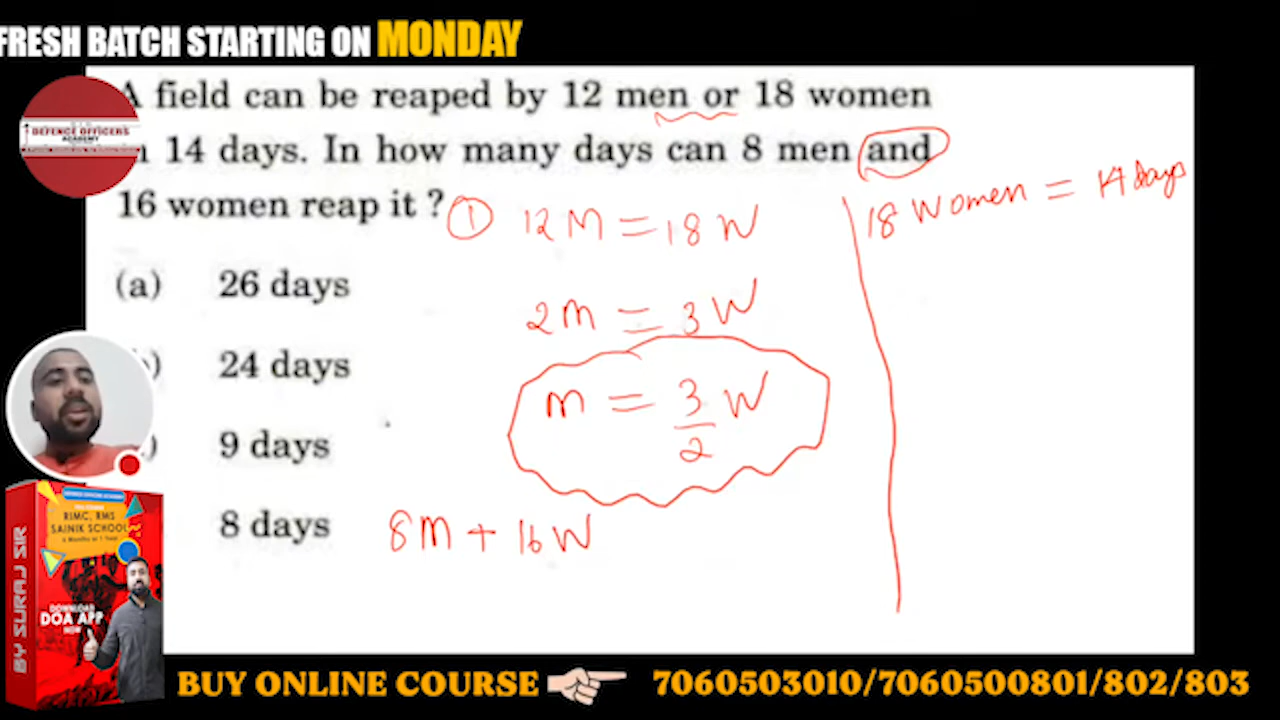 FRESH BATCH STARTING ON MONDAY
A field can be reaped by 12 men or 18 women
14 days. In how many days can 8 men and
16 women reap it ?
(a) 26 days
24 days
9 days
8 days
1 12M = 18W
2M = 3W
M = 3/2 W
8M + 16W
18 Women = 14 days
DEFENCE OFFICERS
ACADEMY
RIMC, RMS
SAINIK SCHOOL
BY SURAJ SIR
DOWNLOAD
DOA APP
NOW
BUY ONLINE COURSE 7060503010/7060500801/802/803